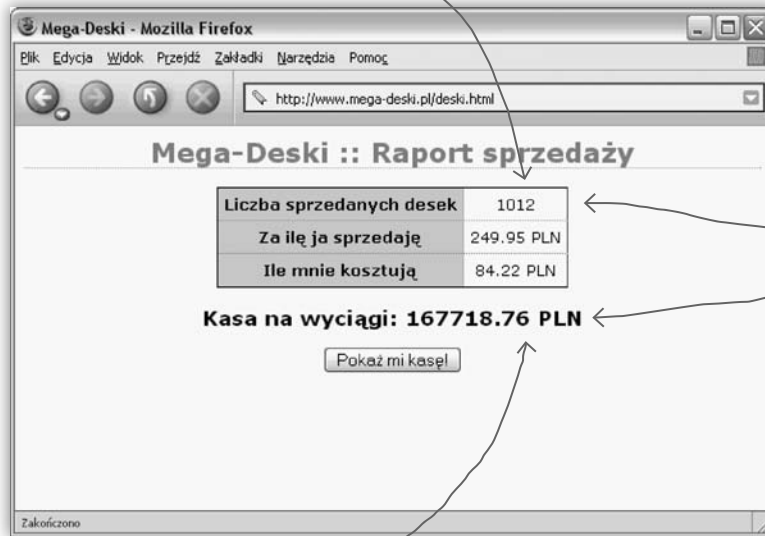 Mega-Deski - Mozilla Firefox
Plik Edycja Widok Przejdź Zakładki Narzędzia Pomoc
http://www.mega-deski.pl/deski.html
Mega-Deski :: Raport sprzedaży
Liczba sprzedanych desek 1012
Za ilę ja sprzedaję 249.95 PLN
Ile mnie kosztują 84.22 PLN
Kasa na wyciągi: 167718.76 PLN
Pokaż mi kasę!
Zakończono